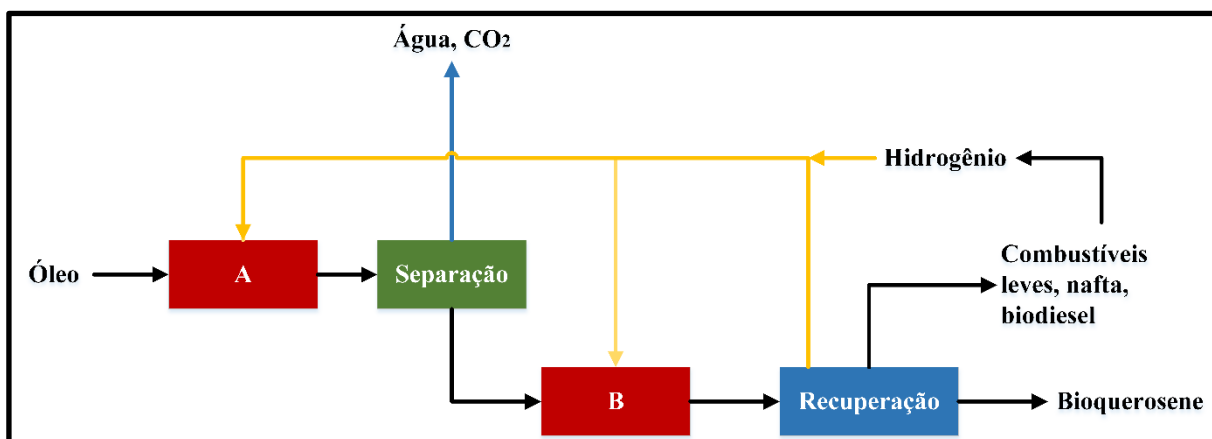 Água, CO₂
Hidrogênio
Óleo
A
Separação
Combustíveis
leves, nafta,
biodiesel
B
Recuperação
Bioquerosene